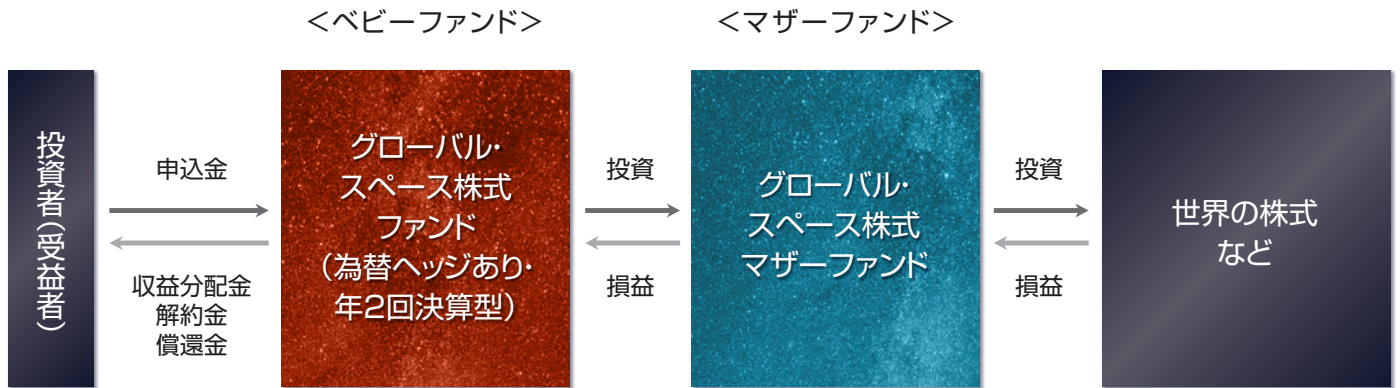 ＜ベビーファンド＞
＜マザーファンド＞
投資者（受益者）
申込金
収益分配金
解約金
償還金
グローバル・
スペース株式
ファンド
（為替ヘッジあり・
年2回決算型）
投資
損益
グローバル・
スペース株式
マザーファンド
投資
損益
世界の株式
など